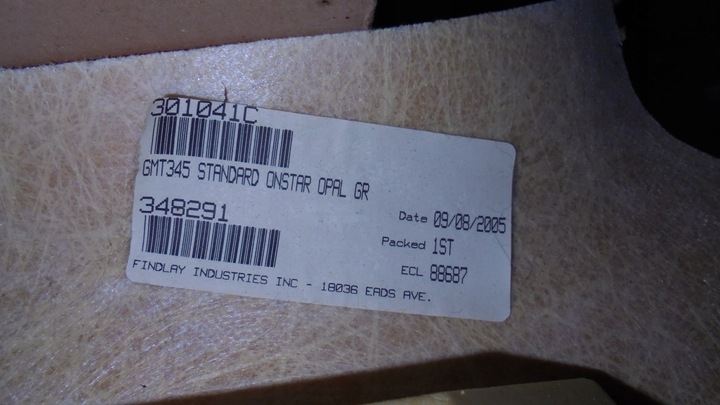 301041C
GMT345 STANDARD ONSTAR OPAL GR
348291
Date 09/08/2005
Packed 1ST
ECL 88687
FINDLAY INDUSTRIES INC - 18036 EADS AVE.